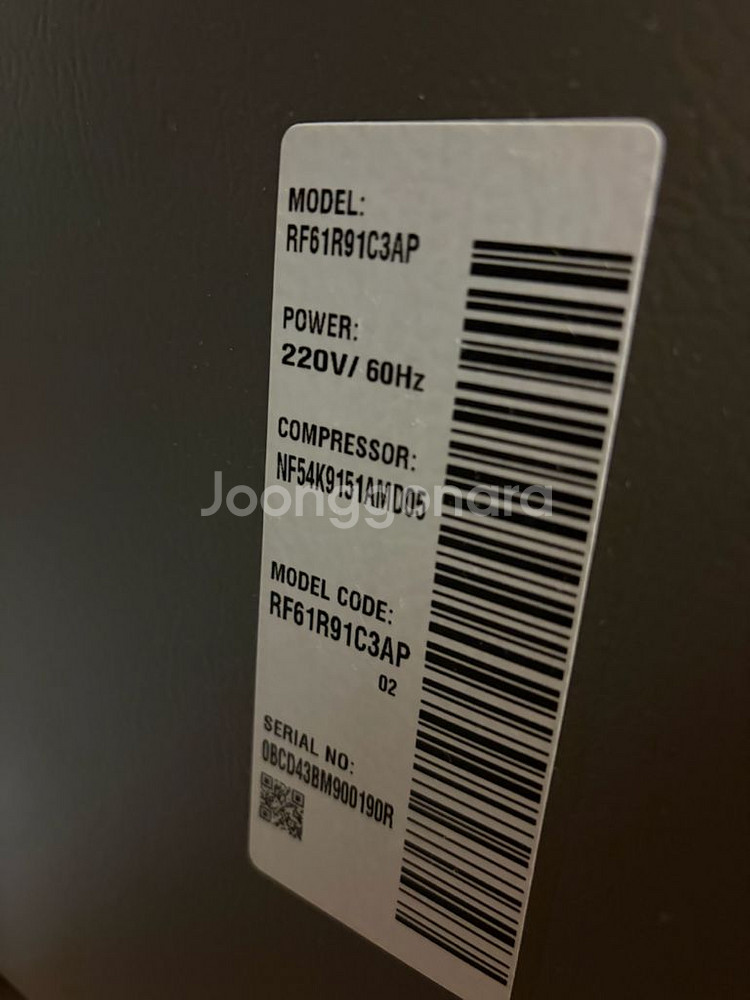 MODEL:
RF61R91C3AP
POWER:
220V/ 60Hz
COMPRESSOR:
NF54K9151AMD05
Joonggonara
MODEL CODE:
RF61R91C3AP
02
SERIAL NO:
0BCD43BM900190R